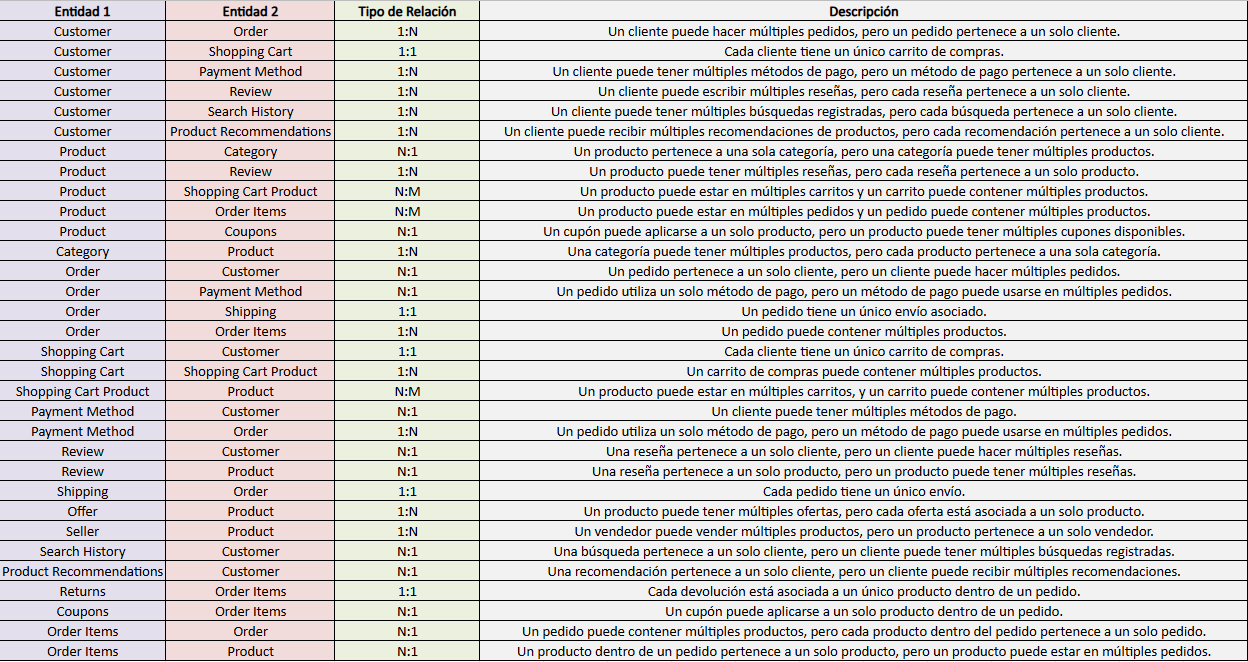 Entidad 1 Entidad 2 Tipo de Relación Descripción
Customer Order 1:N Un cliente puede hacer múltiples pedidos, pero un pedido pertenece a un solo cliente.
Customer Shopping Cart 1:1 Cada cliente tiene un único carrito de compras.
Customer Payment Method 1:N Un cliente puede tener múltiples métodos de pago, pero un método de pago pertenece a un solo cliente.
Customer Review 1:N Un cliente puede escribir múltiples reseñas, pero cada reseña pertenece a un solo cliente.
Customer Search History 1:N Un cliente puede tener múltiples búsquedas registradas, pero cada búsqueda pertenece a un solo cliente.
Customer Product Recommendations 1:N Un cliente puede recibir múltiples recomendaciones de productos, pero cada recomendación pertenece a un solo cliente.
Product Category N:1 Un producto pertenece a una sola categoría, pero una categoría puede tener múltiples productos.
Product Review 1:N Un producto puede tener múltiples reseñas, pero cada reseña pertenece a un solo producto.
Product Shopping Cart Product N:M Un producto puede estar en múltiples carritos y un carrito puede contener múltiples productos.
Product Order Items N:M Un producto puede estar en múltiples pedidos y un pedido puede contener múltiples productos.
Product Coupons N:1 Un cupón puede aplicarse a un solo producto, pero un producto puede tener múltiples cupones disponibles.
Category Product 1:N Una categoría puede tener múltiples productos, pero cada producto pertenece a una sola categoría.
Order Customer N:1 Un pedido pertenece a un solo cliente, pero un cliente puede hacer múltiples pedidos.
Order Payment Method N:1 Un pedido utiliza un solo método de pago, pero un método de pago puede usarse en múltiples pedidos.
Order Shipping 1:1 Un pedido tiene un único envío asociado.
Order Order Items 1:N Un pedido puede contener múltiples productos.
Shopping Cart Customer 1:1 Cada cliente tiene un único carrito de compras.
Shopping Cart Shopping Cart Product 1:N Un carrito de compras puede contener múltiples productos.
Shopping Cart Product Product N:M Un producto puede estar en múltiples carritos, y un carrito puede contener múltiples productos.
Payment Method Customer N:1 Un cliente puede tener múltiples métodos de pago.
Payment Method Order 1:N Un pedido utiliza un solo método de pago, pero un método de pago puede usarse en múltiples pedidos.
Review Customer N:1 Una reseña pertenece a un solo cliente, pero un cliente puede hacer múltiples reseñas.
Review Product N:1 Una reseña pertenece a un solo producto, pero un producto puede tener múltiples reseñas.
Shipping Order 1:1 Cada pedido tiene un único envío.
Offer Product 1:N Un producto puede tener múltiples ofertas, pero cada oferta está asociada a un solo producto.
Seller Product 1:N Un vendedor puede vender múltiples productos, pero un producto pertenece a un solo vendedor.
Search History Customer N:1 Una búsqueda pertenece a un solo cliente, pero un cliente puede tener múltiples búsquedas registradas.
Product Recommendations Customer N:1 Una recomendación pertenece a un solo cliente, pero un cliente puede recibir múltiples recomendaciones.
Returns Order Items 1:1 Cada devolución está asociada a un único producto dentro de un pedido.
Coupons Order Items N:1 Un cupón puede aplicarse a un solo producto dentro de un pedido.
Order Items Order N:1 Un pedido puede contener múltiples productos, pero cada producto dentro del pedido pertenece a un solo pedido.
Order Items Product N:1 Un producto dentro de un pedido pertenece a un solo producto, pero un producto puede estar en múltiples pedidos.